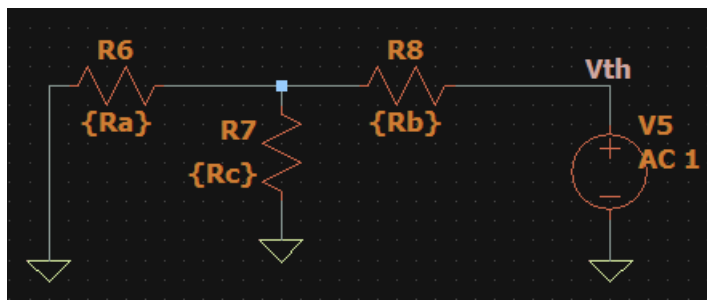 R6
{Ra}
R8
{Rb}
Vth
R7
{Rc}
V5
AC 1